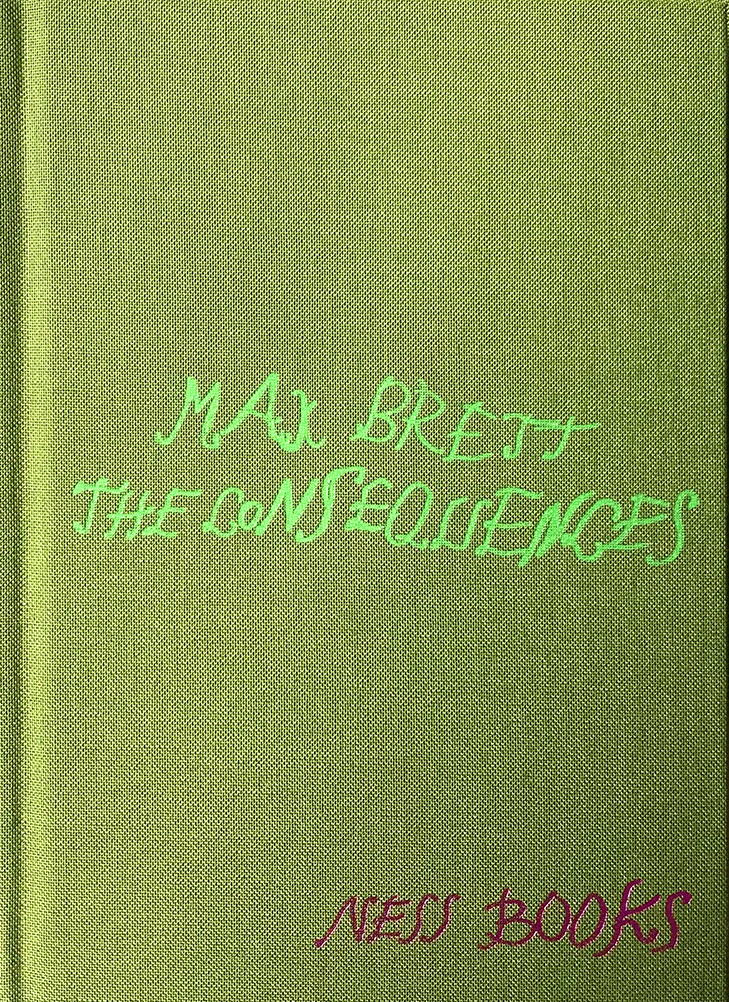 MAX BRETT
THE CONSEQUENCES
NESS BOOKS